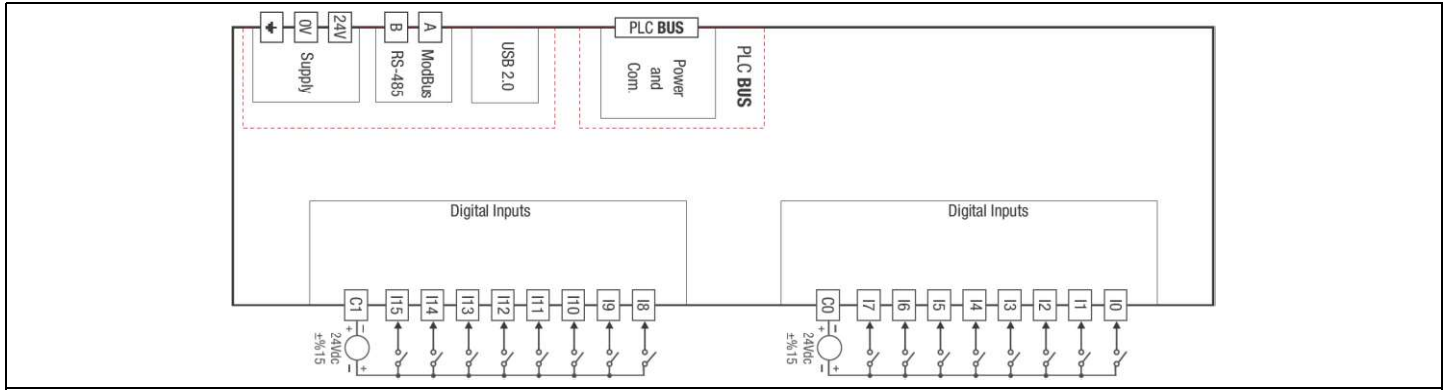 ⏚ 0V 24V B A PLC BUS
Supply
RS-485
ModBus
USB 2.0
Power
and
Com.
PLC BUS
Digital Inputs
Digital Inputs
C1 I15 I14 I13 I12 I11 I10 I9 I8
C0 I7 I6 I5 I4 I3 I2 I1 I0
+ −
24Vdc
±%15
− +
+ −
24Vdc
±%15
− +